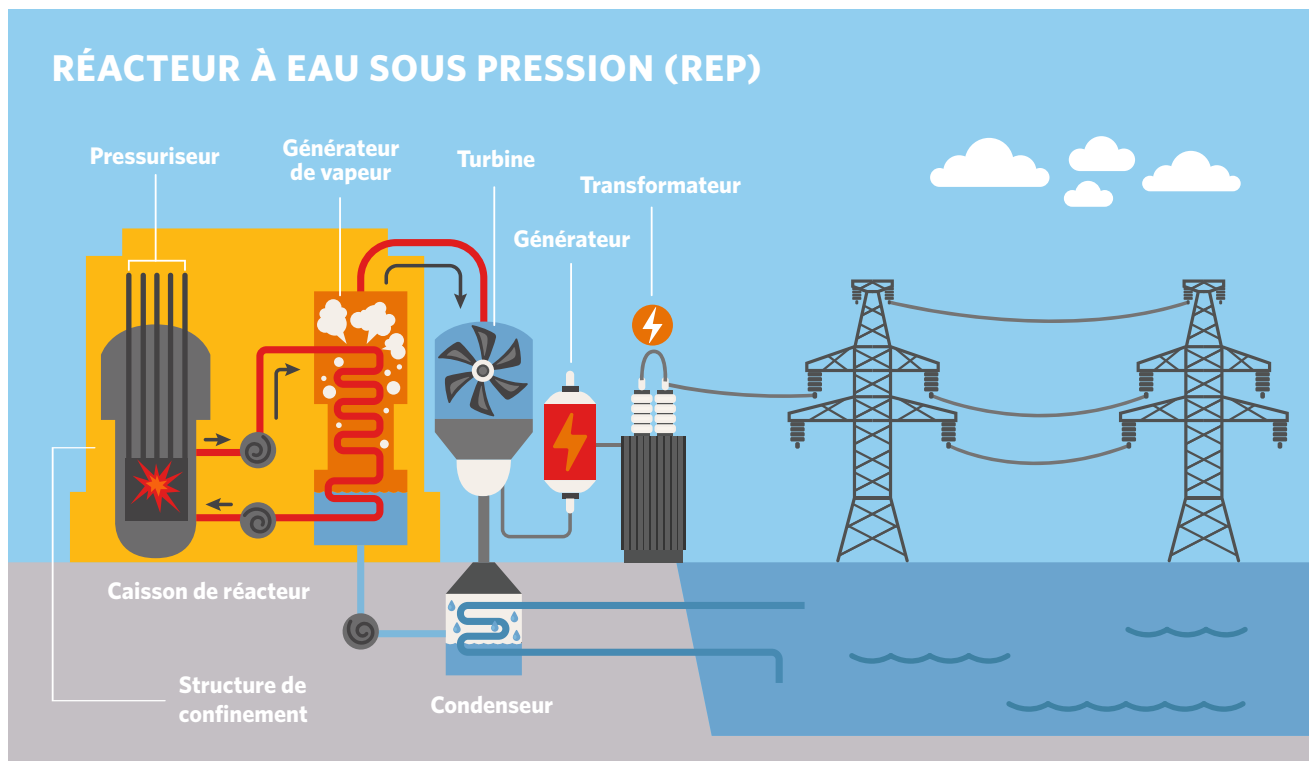 RÉACTEUR À EAU SOUS PRESSION (REP)
Pressuriseur
Générateur
de vapeur
Turbine
Transformateur
Générateur
Caisson de réacteur
Structure de
confinement
Condenseur